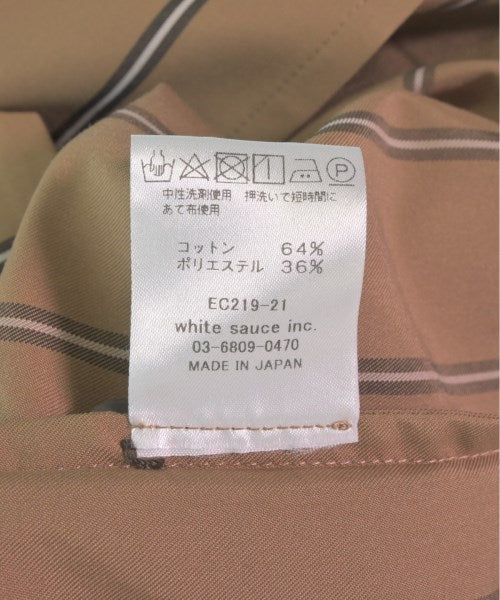 P
中性洗剤使用 押洗いで短時間に
あて布使用
コットン 64%
ポリエステル 36%
EC219-21
white sauce inc.
03-6809-0470
MADE IN JAPAN